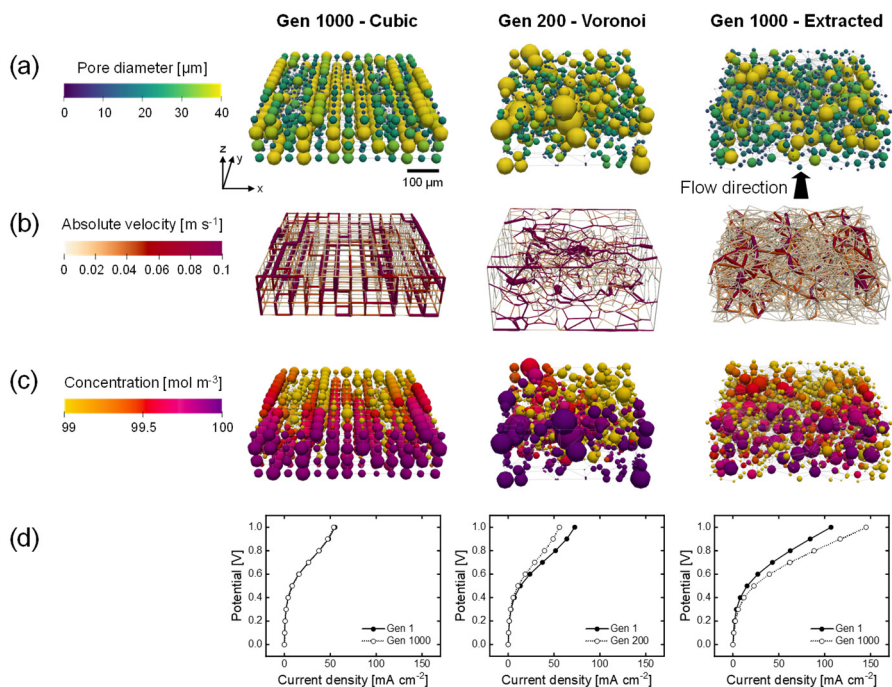 Gen 1000 - Cubic
Gen 200 - Voronoi
Gen 1000 - Extracted
(a)
Pore diameter [µm]
0 10 20 30 40
z
y
x
100 µm
Flow direction
(b)
Absolute velocity [m s⁻¹]
0 0.02 0.04 0.06 0.08 0.1
(c)
Concentration [mol m⁻³]
99 99.5 100
(d)
Potential [V]
1.0
0.8
0.6
0.4
0.2
0.0
Gen 1
Gen 1000
0 50 100 150
Current density [mA cm⁻²]
Potential [V]
1.0
0.8
0.6
0.4
0.2
0.0
Gen 1
Gen 200
0 50 100 150
Current density [mA cm⁻²]
Potential [V]
1.0
0.8
0.6
0.4
0.2
0.0
Gen 1
Gen 1000
0 50 100 150
Current density [mA cm⁻²]